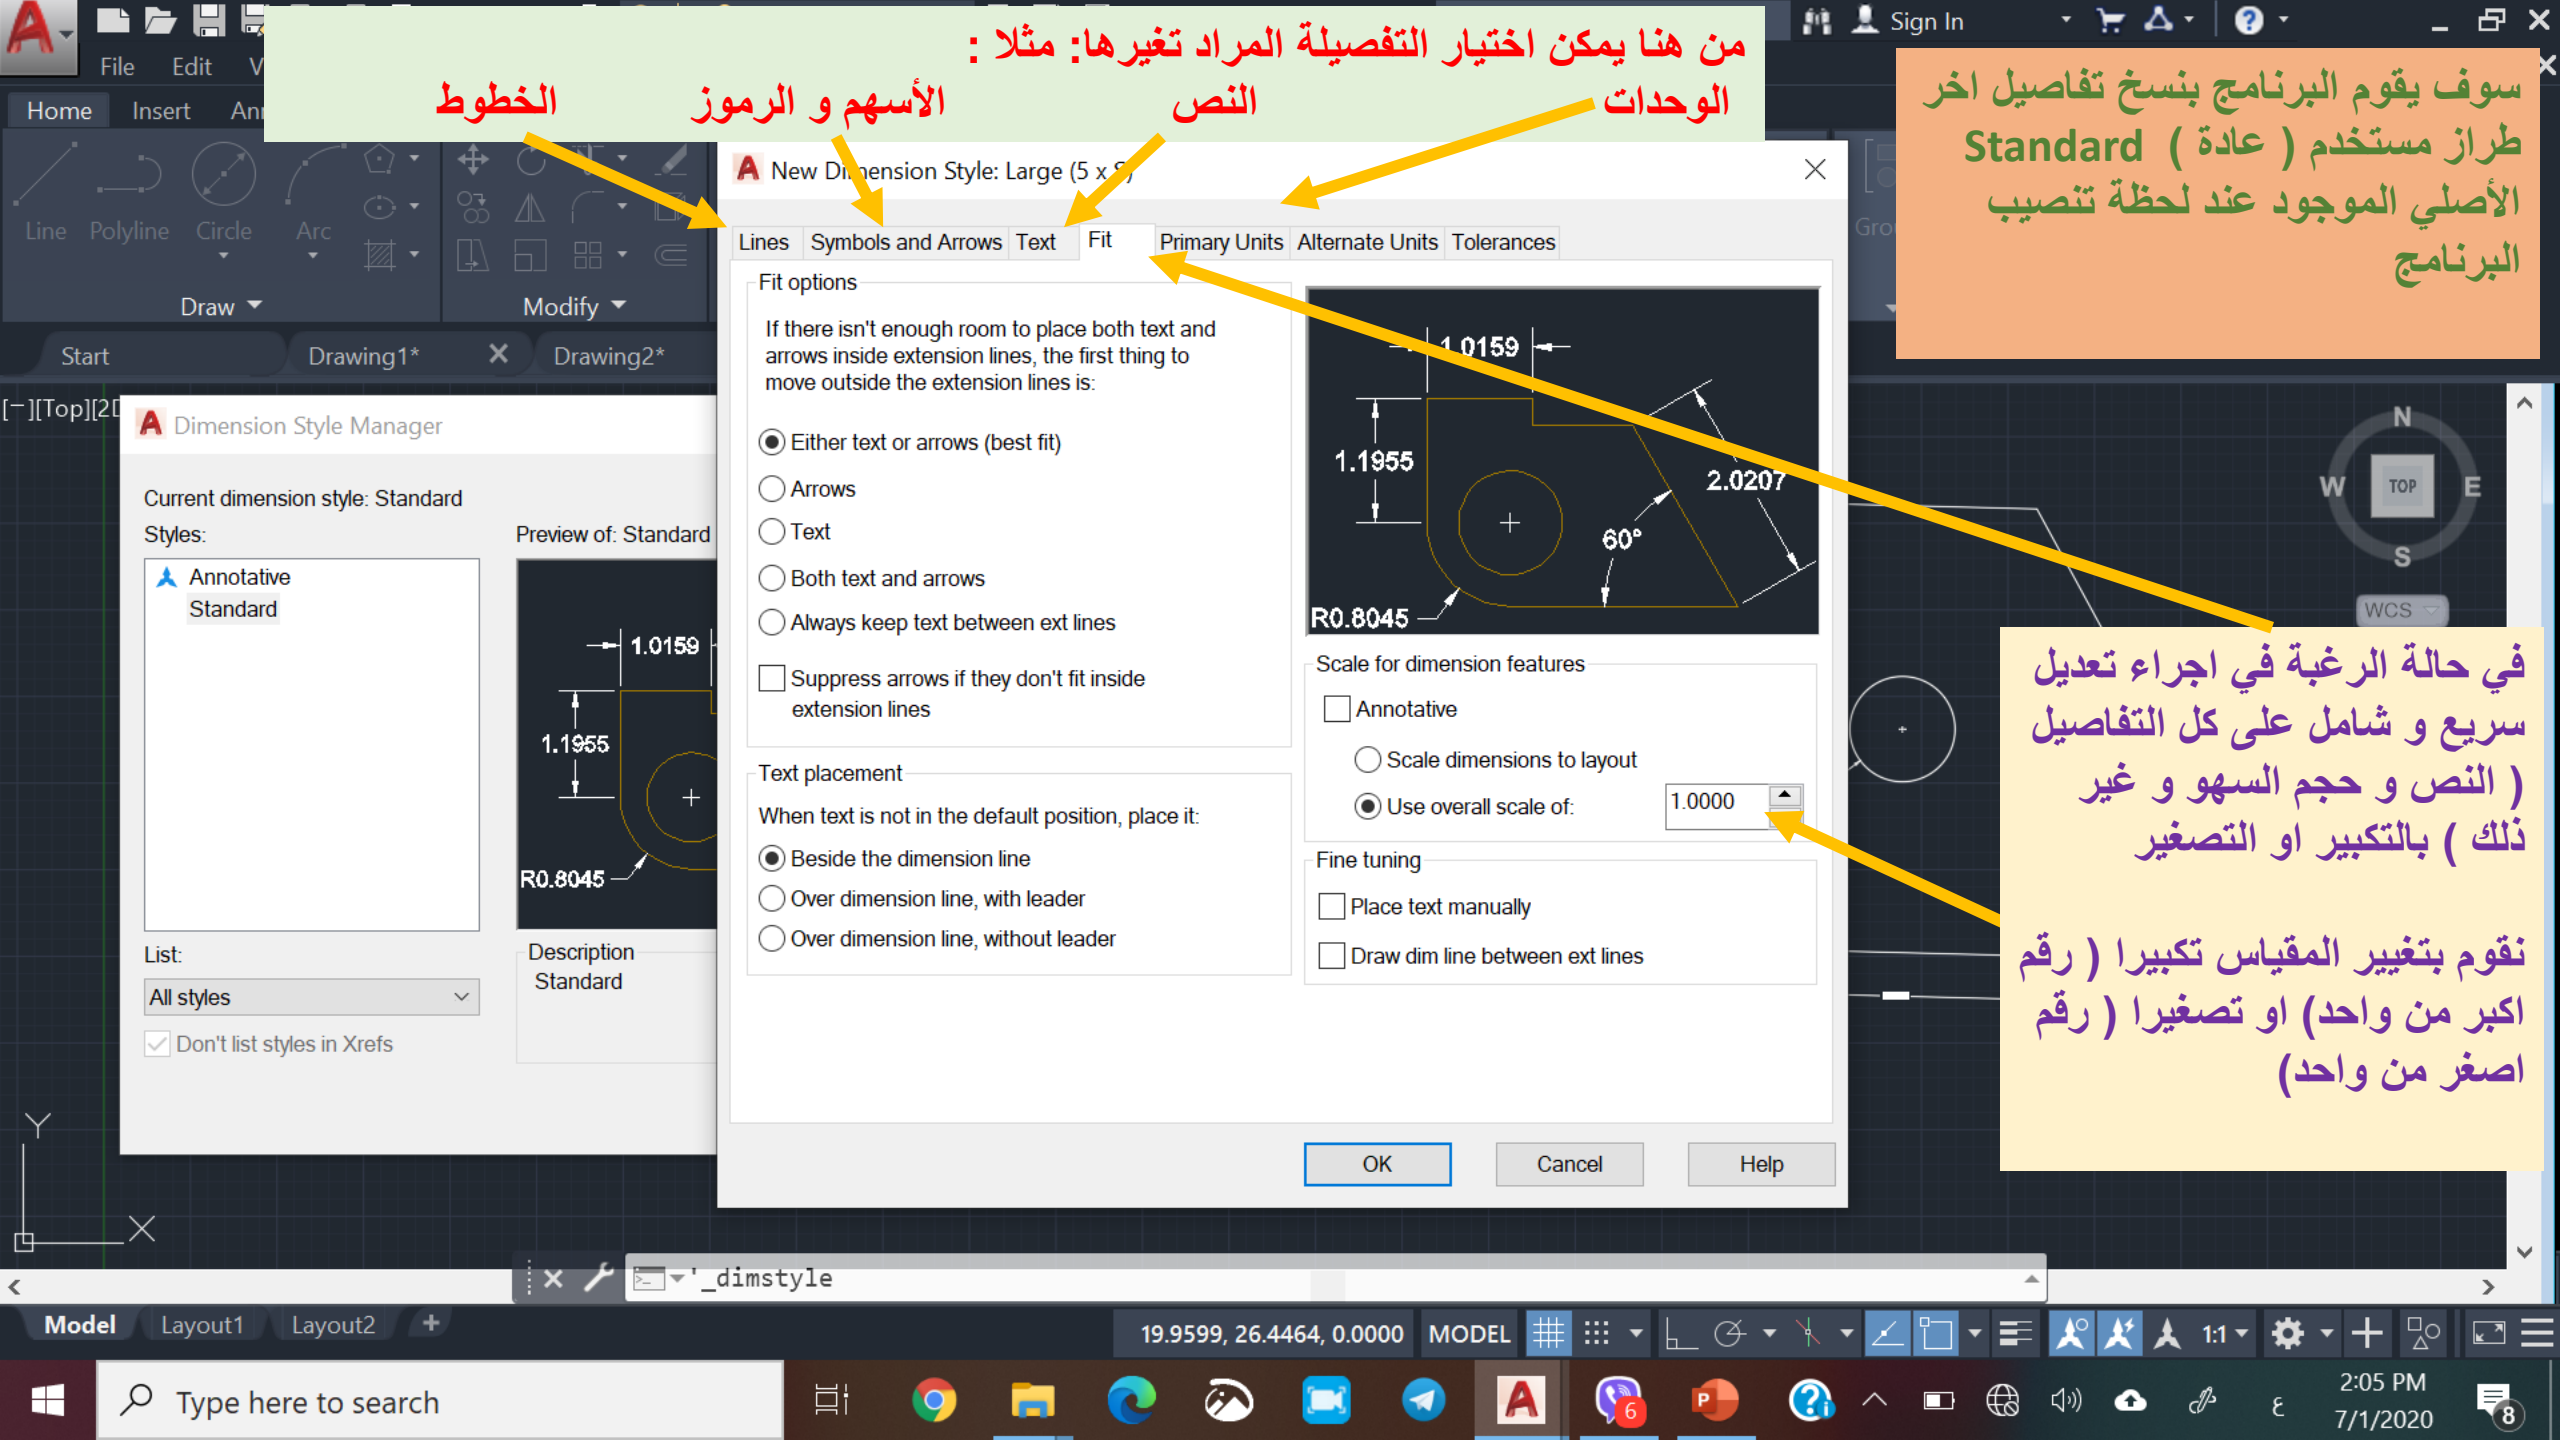 من هنا يمكن اختيار التفصيلة المراد تغيرها: مثلا :
الوحدات النص الأسهم و الرموز الخطوط
Sign In
File Edit
Home Insert
سوف يقوم البرنامج بنسخ تفاصيل اخر
طراز مستخدم ( عادة ) Standard
الأصلي الموجود عند لحظة تنصيب
البرنامج
Line Polyline Circle Arc
Draw Modify
Start Drawing1* Drawing2*
New Dimension Style: Large (5 x S)
Lines Symbols and Arrows Text Fit Primary Units Alternate Units Tolerances
Fit options
If there isn't enough room to place both text and
arrows inside extension lines, the first thing to
move outside the extension lines is:
Either text or arrows (best fit)
Arrows
Text
Both text and arrows
Always keep text between ext lines
Suppress arrows if they don't fit inside
extension lines
Text placement
When text is not in the default position, place it:
Beside the dimension line
Over dimension line, with leader
Over dimension line, without leader
1.0159
1.1955
2.0207
60°
R0.8045
Scale for dimension features
Annotative
Scale dimensions to layout
Use overall scale of: 1.0000
Fine tuning
Place text manually
Draw dim line between ext lines
OK Cancel Help
[−][Top]
Dimension Style Manager
Current dimension style: Standard
Styles: Preview of: Standard
Annotative
Standard
1.0159
1.1955
R0.8045
List:
All styles
Don't list styles in Xrefs
Description
Standard
N
W TOP E
S
WCS
في حالة الرغبة في اجراء تعديل
سريع و شامل على كل التفاصيل
( النص و حجم السهو و غير
ذلك ) بالتكبير او التصغير
نقوم بتغيير المقياس تكبيرا ( رقم
اكبر من واحد) او تصغيرا ( رقم
اصغر من واحد)
Y
X
'_dimstyle
Model Layout1 Layout2 +
19.9599, 26.4464, 0.0000 MODEL 1:1
Type here to search
6
ع
2:05 PM
7/1/2020
8